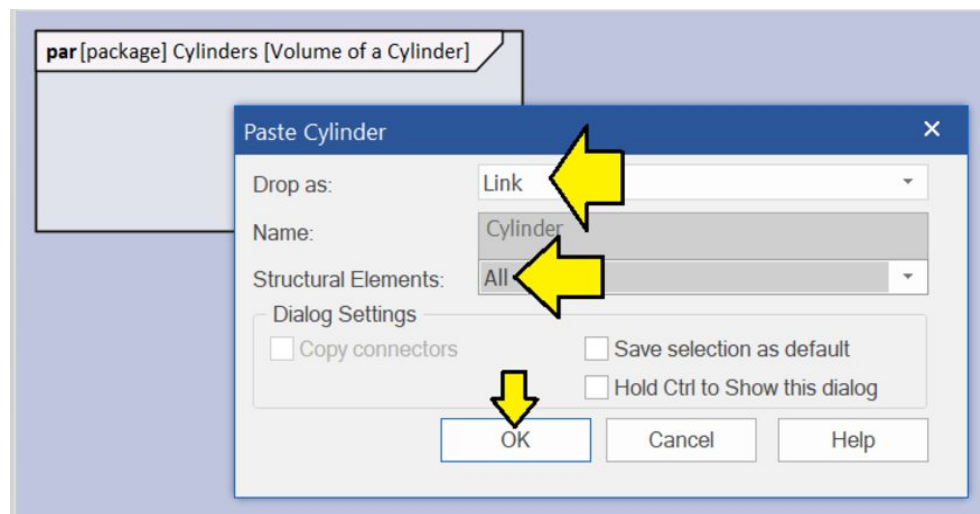 par [package] Cylinders [Volume of a Cylinder]
Paste Cylinder
Drop as: Link
Name: Cylinder
Structural Elements: All
Dialog Settings
Copy connectors Save selection as default
Hold Ctrl to Show this dialog
OK Cancel Help